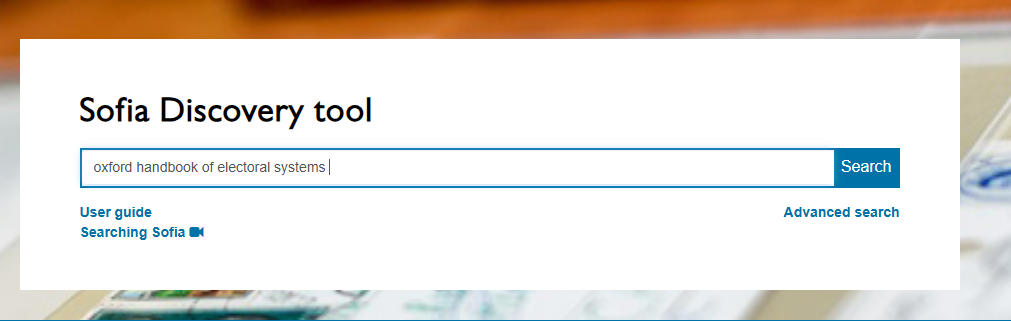 Sofia Discovery tool
oxford handbook of electoral systems
Search
User guide
Advanced search
Searching Sofia